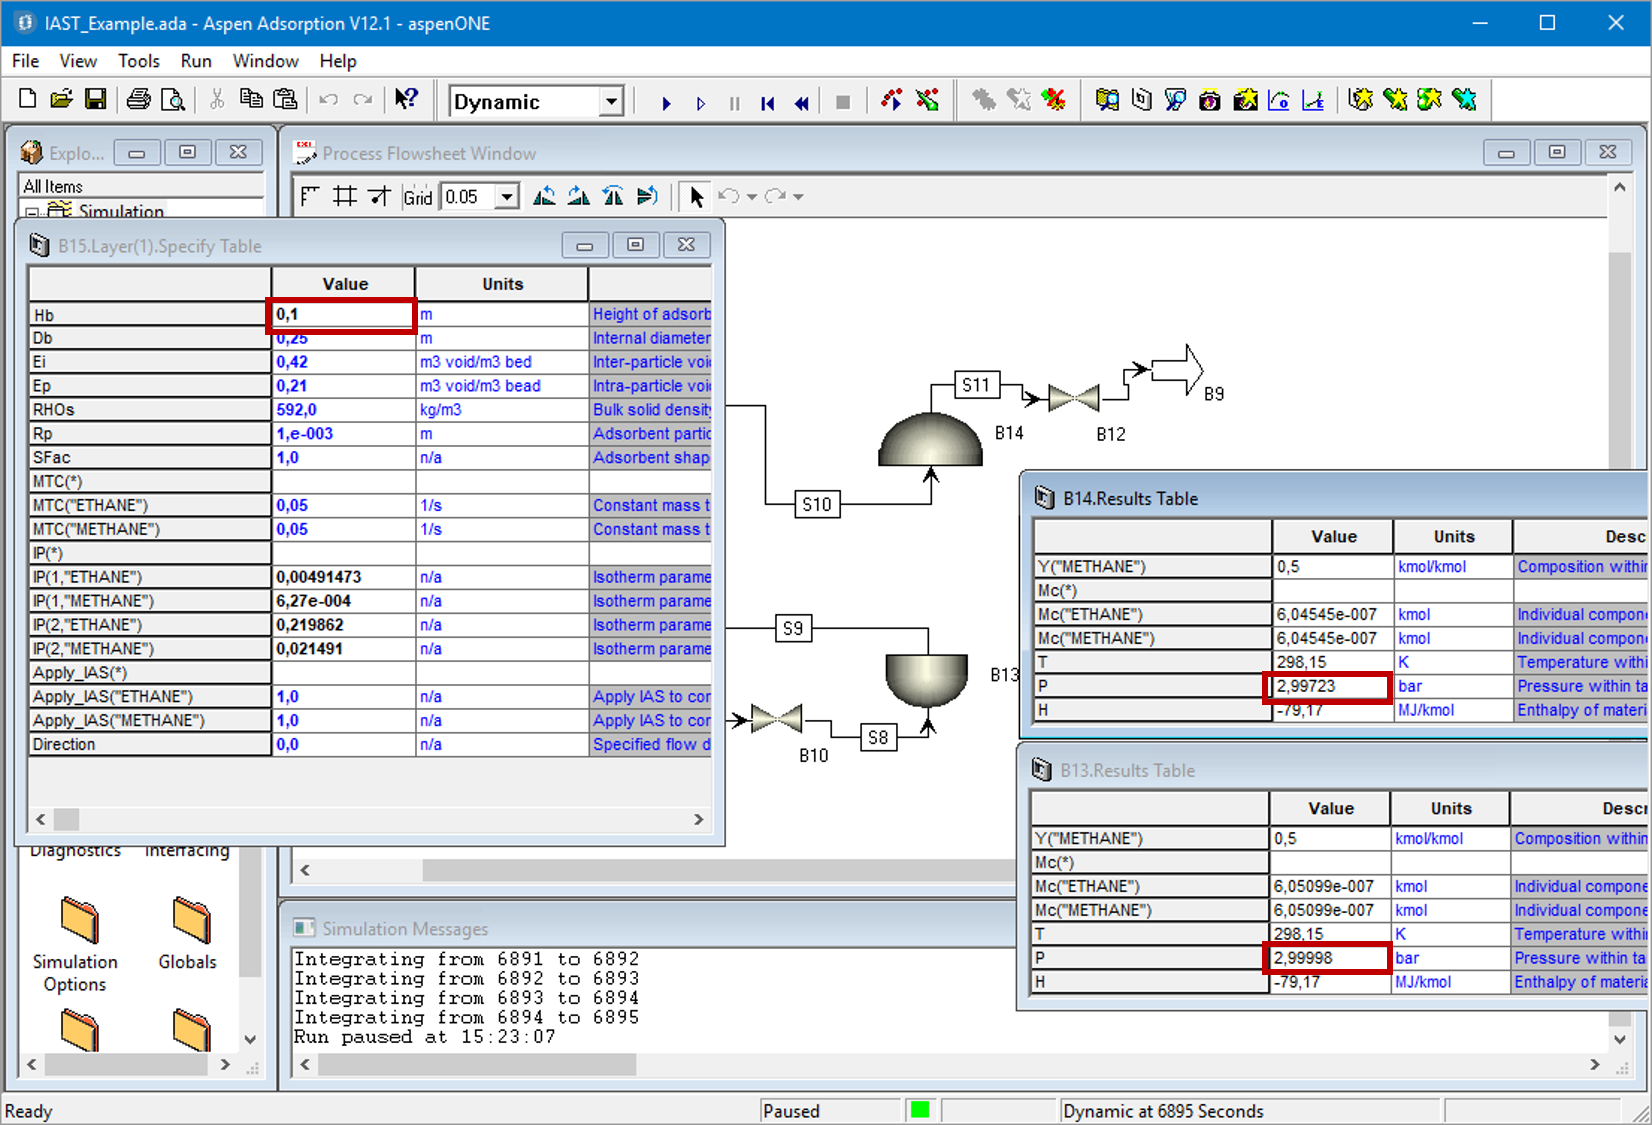 IAST_Example.ada - Aspen Adsorption V12.1 - aspenONE
File View Tools Run Window Help
Dynamic
Explo...
All Items
Simulation
Process Flowsheet Window
Grid 0.05
B15.Layer(1).Specify Table
Value Units
Hb 0,1 m Height of adsorb
Db 0,25 m Internal diameter
Ei 0,42 m3 void/m3 bed Inter-particle voi
Ep 0,21 m3 void/m3 bead Intra-particle voi
RHOs 592,0 kg/m3 Bulk solid density
Rp 1,e-003 m Adsorbent partic
SFac 1,0 n/a Adsorbent shap
MTC(*)
MTC("ETHANE") 0,05 1/s Constant mass t
MTC("METHANE") 0,05 1/s Constant mass t
IP(*)
IP(1,"ETHANE") 0,00491473 n/a Isotherm parame
IP(1,"METHANE") 6,27e-004 n/a Isotherm parame
IP(2,"ETHANE") 0,219862 n/a Isotherm parame
IP(2,"METHANE") 0,021491 n/a Isotherm parame
Apply_IAS(*)
Apply_IAS("ETHANE") 1,0 n/a Apply IAS to cor
Apply_IAS("METHANE") 1,0 n/a Apply IAS to cor
Direction 0,0 n/a Specified flow d
S11
B9
B14
B12
S10
S9
B13
S8
B10
B14.Results Table
Value Units Desc
Y("METHANE") 0,5 kmol/kmol Composition within
Mc(*)
Mc("ETHANE") 6,04545e-007 kmol Individual compone
Mc("METHANE") 6,04545e-007 kmol Individual compone
T 298,15 K Temperature within
P 2,99723 bar Pressure within ta
H -79,17 MJ/kmol Enthalpy of materia
B13.Results Table
Value Units Desc
Y("METHANE") 0,5 kmol/kmol Composition within
Mc(*)
Mc("ETHANE") 6,05099e-007 kmol Individual compone
Mc("METHANE") 6,05099e-007 kmol Individual compone
T 298,15 K Temperature withi
P 2,99998 bar Pressure within ta
H -79,17 MJ/kmol Enthalpy of materia
Diagnostics Interfacing
Simulation Options
Globals
Simulation Messages
Integrating from 6891 to 6892
Integrating from 6892 to 6893
Integrating from 6893 to 6894
Integrating from 6894 to 6895
Run paused at 15:23:07
Ready Paused Dynamic at 6895 Seconds